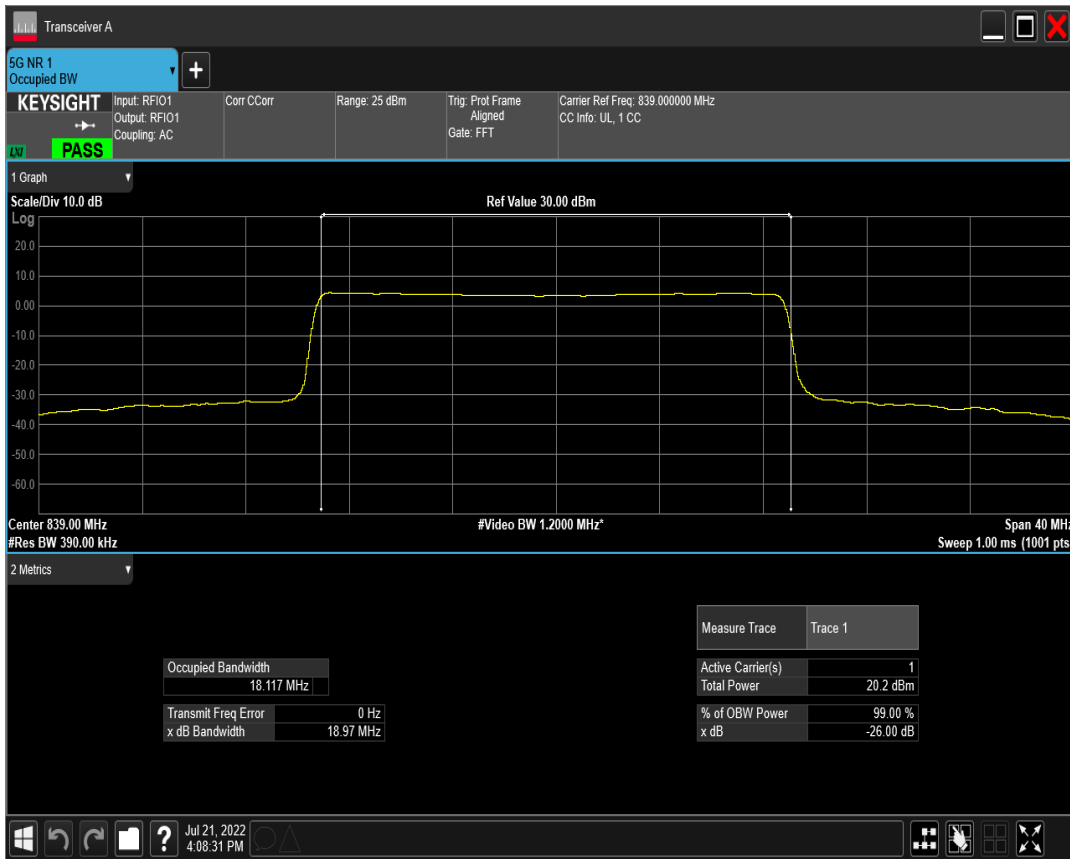 Transceiver A
5G NR 1
Occupied BW
+
KEYSIGHT
LXI
PASS
Input: RFIO1
Output: RFIO1
Coupling: AC
Corr CCorr
Range: 25 dBm
Trig: Prot Frame
Aligned
Gate: FFT
Carrier Ref Freq: 839.000000 MHz
CC Info: UL, 1 CC
1 Graph
Scale/Div 10.0 dB
Ref Value 30.00 dBm
Log
20.0
10.0
0.00
-10.0
-20.0
-30.0
-40.0
-50.0
-60.0
Center 839.00 MHz
#Video BW 1.2000 MHz*
Span 40 MHz
#Res BW 390.00 kHz
Sweep 1.00 ms (1001 pts
2 Metrics
Measure Trace Trace 1
Occupied Bandwidth
18.117 MHz
Active Carrier(s) 1
Total Power 20.2 dBm
Transmit Freq Error 0 Hz
x dB Bandwidth 18.97 MHz
% of OBW Power 99.00 %
x dB -26.00 dB
?
Jul 21, 2022
4:08:31 PM